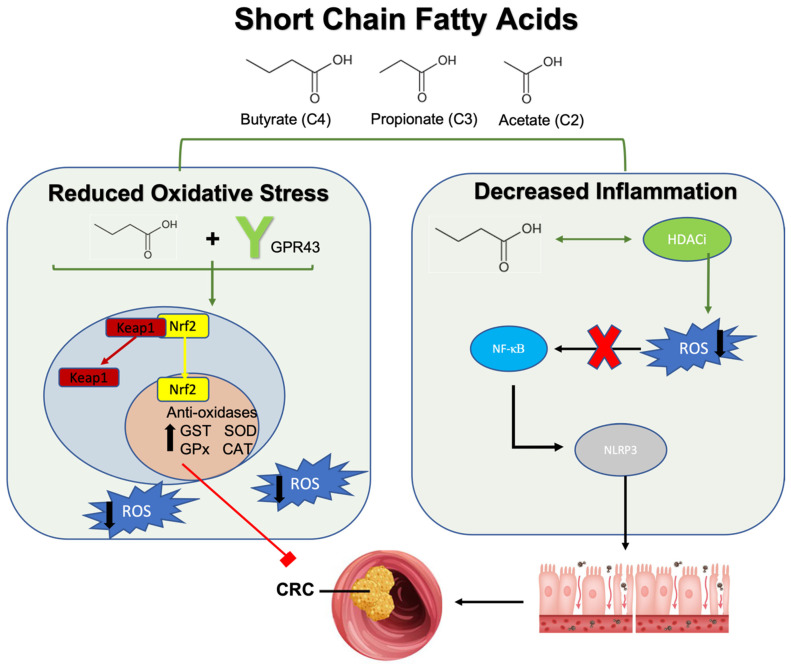 Short Chain Fatty Acids
OH
O
Butyrate (C4)
OH
O
Propionate (C3)
OH
O
Acetate (C2)
Reduced Oxidative Stress
OH
O
+
GPR43
Keap1
Nrf2
Keap1
Nrf2
Anti-oxidases
GST SOD
GPx CAT
ROS
ROS
Decreased Inflammation
OH
O
HDACi
ROS
NF-κB
NLRP3
CRC